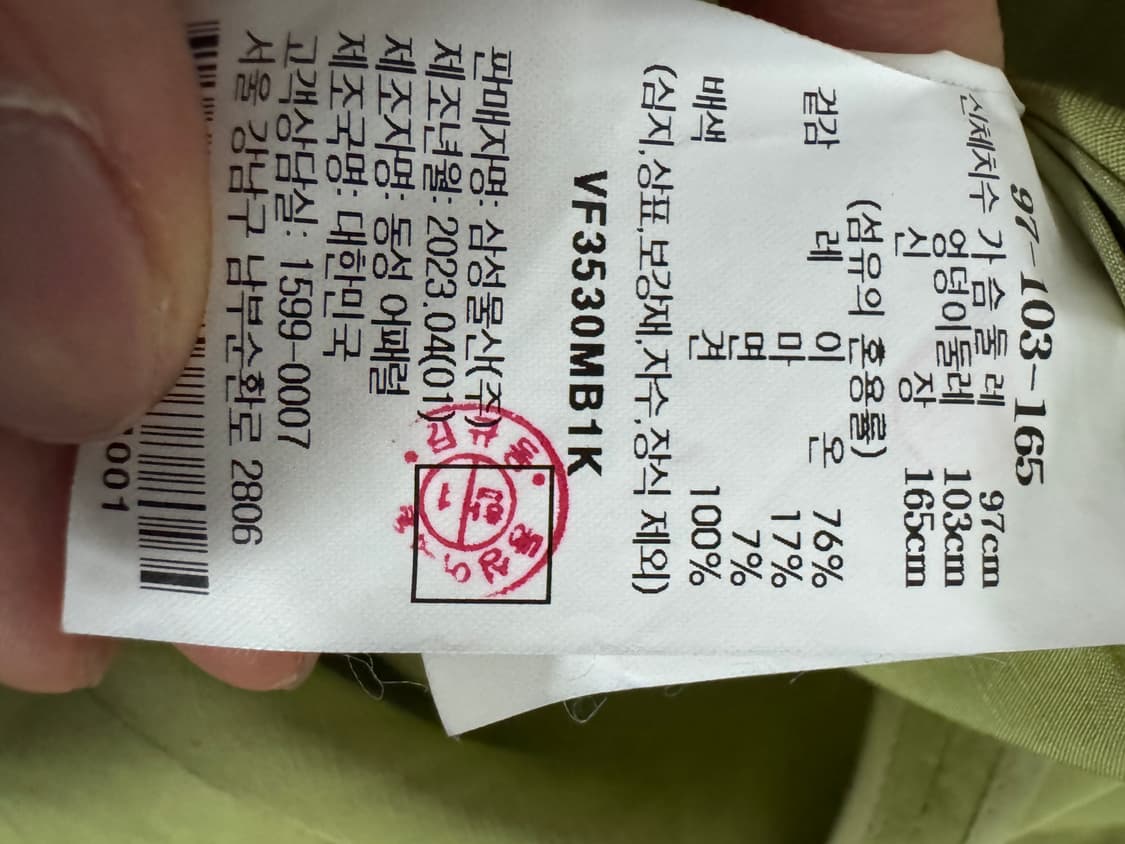 97-103-165
신체치수 가슴둘레 97cm
엉덩이둘레 103cm
신장 165cm
(섬유의 혼용률)
겉감 레이온 76%
마 17%
면 7%
배색 견 100%
(심지,상표,보강재,자수,장식 제외)
VF3530MB1K
판매자명: 삼성물산(주)
제조년월: 2023.04(01)
제조자명: 동성 어패럴
제조국명: 대한민국
고객상담실: 1599-0007
서울 강남구 남부순환로 2806
001